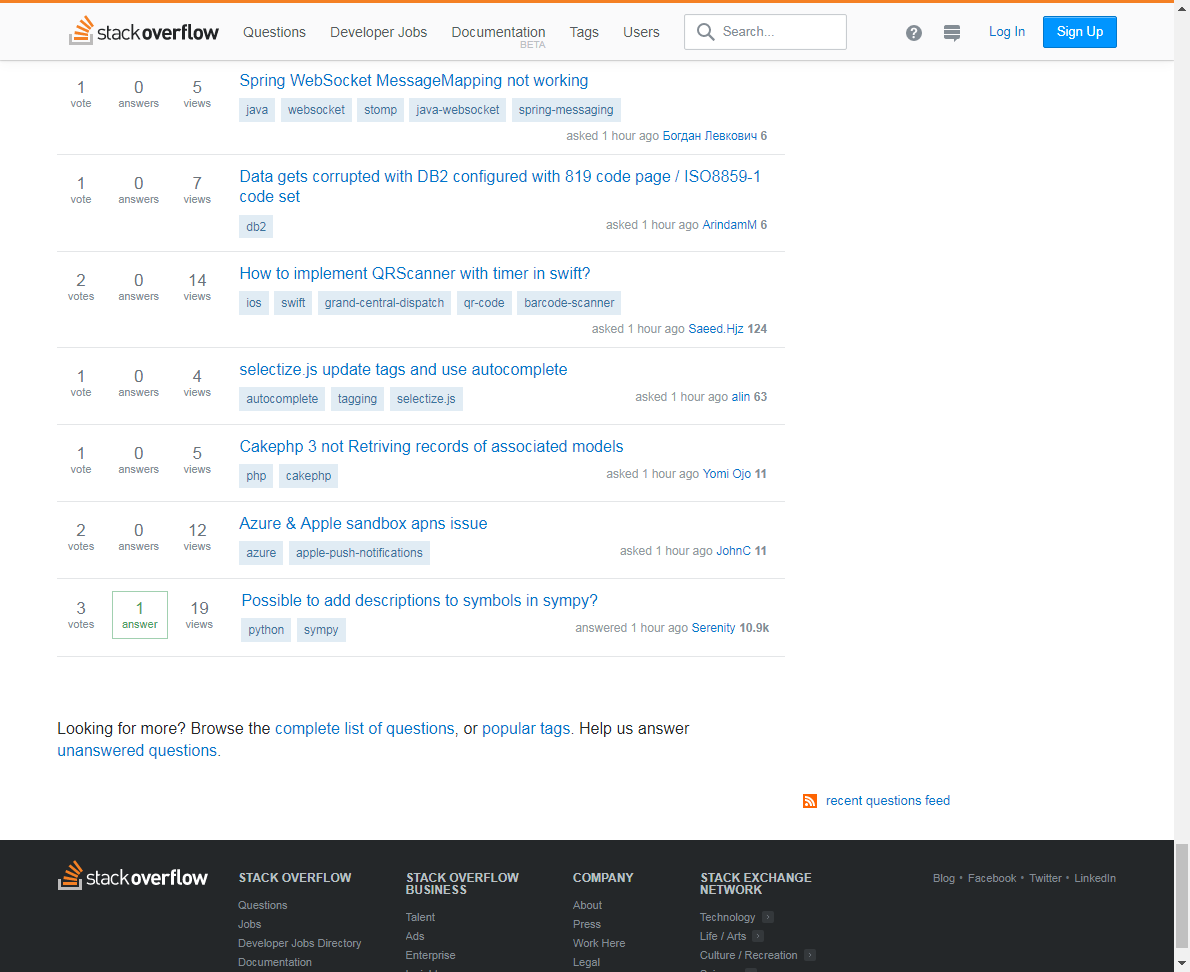 stackoverflow Questions Developer Jobs Documentation Tags Users Search... ? Log In Sign Up
BETA
1 0 5 Spring WebSocket MessageMapping not working
vote answers views
java websocket stomp java-websocket spring-messaging
asked 1 hour ago Богдан Левкович 6
1 0 7 Data gets corrupted with DB2 configured with 819 code page / ISO8859-1
vote answers views code set
db2 asked 1 hour ago ArindamM 6
2 0 14 How to implement QRScanner with timer in swift?
votes answers views
ios swift grand-central-dispatch qr-code barcode-scanner
asked 1 hour ago Saeed.Hjz 124
1 0 4 selectize.js update tags and use autocomplete
vote answers views
autocomplete tagging selectize.js asked 1 hour ago alin 63
1 0 5 Cakephp 3 not Retriving records of associated models
vote answers views
php cakephp asked 1 hour ago Yomi Ojo 11
2 0 12 Azure & Apple sandbox apns issue
votes answers views
azure apple-push-notifications asked 1 hour ago JohnC 11
3 1 19 Possible to add descriptions to symbols in sympy?
votes answer views
python sympy answered 1 hour ago Serenity 10.9k
Looking for more? Browse the complete list of questions, or popular tags. Help us answer
unanswered questions.
recent questions feed
stackoverflow
STACK OVERFLOW
Questions
Jobs
Developer Jobs Directory
Documentation
STACK OVERFLOW
BUSINESS
Talent
Ads
Enterprise
COMPANY
About
Press
Work Here
Legal
STACK EXCHANGE
NETWORK
Technology
Life / Arts
Culture / Recreation
Blog • Facebook • Twitter • LinkedIn